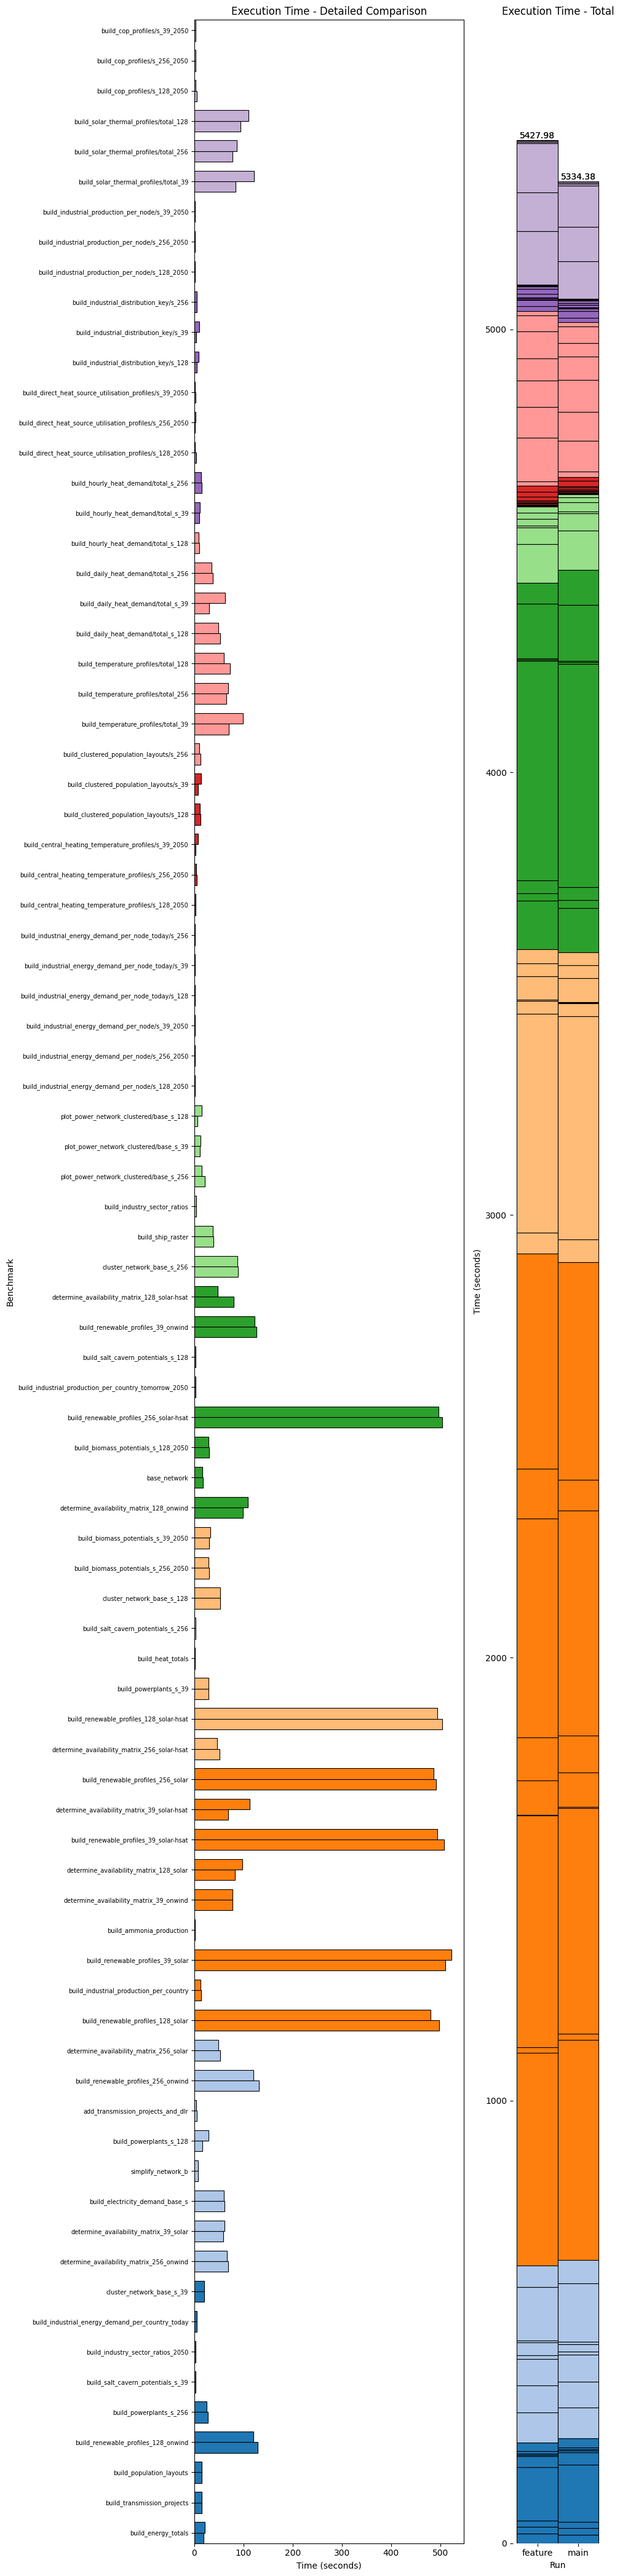 Execution Time - Detailed Comparison
Execution Time - Total
build_cop_profiles/s_39_2050
build_cop_profiles/s_256_2050
build_cop_profiles/s_128_2050
build_solar_thermal_profiles/total_128
build_solar_thermal_profiles/total_256
build_solar_thermal_profiles/total_39
build_industrial_production_per_node/s_39_2050
build_industrial_production_per_node/s_256_2050
build_industrial_production_per_node/s_128_2050
build_industrial_distribution_key/s_256
build_industrial_distribution_key/s_39
build_industrial_distribution_key/s_128
build_direct_heat_source_utilisation_profiles/s_39_2050
build_direct_heat_source_utilisation_profiles/s_256_2050
build_direct_heat_source_utilisation_profiles/s_128_2050
build_hourly_heat_demand/total_s_256
build_hourly_heat_demand/total_s_39
build_hourly_heat_demand/total_s_128
build_daily_heat_demand/total_s_256
build_daily_heat_demand/total_s_39
build_daily_heat_demand/total_s_128
build_temperature_profiles/total_128
build_temperature_profiles/total_256
build_temperature_profiles/total_39
build_clustered_population_layouts/s_256
build_clustered_population_layouts/s_39
build_clustered_population_layouts/s_128
build_central_heating_temperature_profiles/s_39_2050
build_central_heating_temperature_profiles/s_256_2050
build_central_heating_temperature_profiles/s_128_2050
build_industrial_energy_demand_per_node_today/s_256
build_industrial_energy_demand_per_node_today/s_39
build_industrial_energy_demand_per_node_today/s_128
build_industrial_energy_demand_per_node/s_39_2050
build_industrial_energy_demand_per_node/s_256_2050
build_industrial_energy_demand_per_node/s_128_2050
plot_power_network_clustered/base_s_128
plot_power_network_clustered/base_s_39
plot_power_network_clustered/base_s_256
build_industry_sector_ratios
build_ship_raster
cluster_network_base_s_256
determine_availability_matrix_128_solar-hsat
build_renewable_profiles_39_onwind
build_salt_cavern_potentials_s_128
build_industrial_production_per_country_tomorrow_2050
build_renewable_profiles_256_solar-hsat
build_biomass_potentials_s_128_2050
base_network
determine_availability_matrix_128_onwind
build_biomass_potentials_s_39_2050
build_biomass_potentials_s_256_2050
cluster_network_base_s_128
build_salt_cavern_potentials_s_256
build_heat_totals
build_powerplants_s_39
build_renewable_profiles_128_solar-hsat
determine_availability_matrix_256_solar-hsat
build_renewable_profiles_256_solar
determine_availability_matrix_39_solar-hsat
build_renewable_profiles_39_solar-hsat
determine_availability_matrix_128_solar
determine_availability_matrix_39_onwind
build_ammonia_production
build_renewable_profiles_39_solar
build_industrial_production_per_country
build_renewable_profiles_128_solar
determine_availability_matrix_256_solar
build_renewable_profiles_256_onwind
add_transmission_projects_and_dlr
build_powerplants_s_128
simplify_network_b
build_electricity_demand_base_s
determine_availability_matrix_39_solar
determine_availability_matrix_256_onwind
cluster_network_base_s_39
build_industrial_energy_demand_per_country_today
build_industry_sector_ratios_2050
build_salt_cavern_potentials_s_39
build_powerplants_s_256
build_renewable_profiles_128_onwind
build_population_layouts
build_transmission_projects
build_energy_totals
Benchmark
0 100 200 300 400 500
Time (seconds)
5427.98
5334.38
5000
4000
3000
2000
1000
0
Time (seconds)
feature main
Run